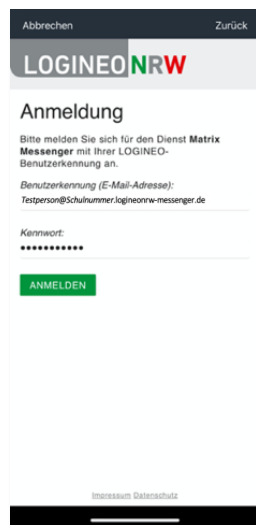 Abbrechen Zurück
LOGINEO NRW
Anmeldung
Bitte melden Sie sich für den Dienst Matrix
Messenger mit Ihrer LOGINEO-
Benutzerkennung an.
Benutzerkennung (E-Mail-Adresse):
Testperson@Schulnummer.logineonrw-messenger.de
Kennwort:
•••••••••••
ANMELDEN
Impressum Datenschutz